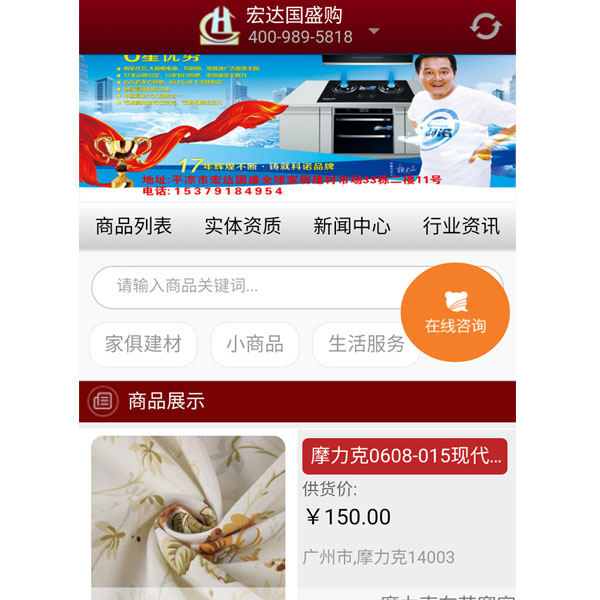 宏达国盛购
400-989-5818
17年辉煌不断·铸就科诺品牌
地址:平凉市宏达国盛全球家具建材市场33栋二楼11号
电话:15379184954
商品列表 实体资质 新闻中心 行业资讯
请输入商品关键词...
在线咨询
家俱建材 小商品 生活服务
商品展示
摩力克0608-015现代...
供货价:
￥150.00
广州市,摩力克14003